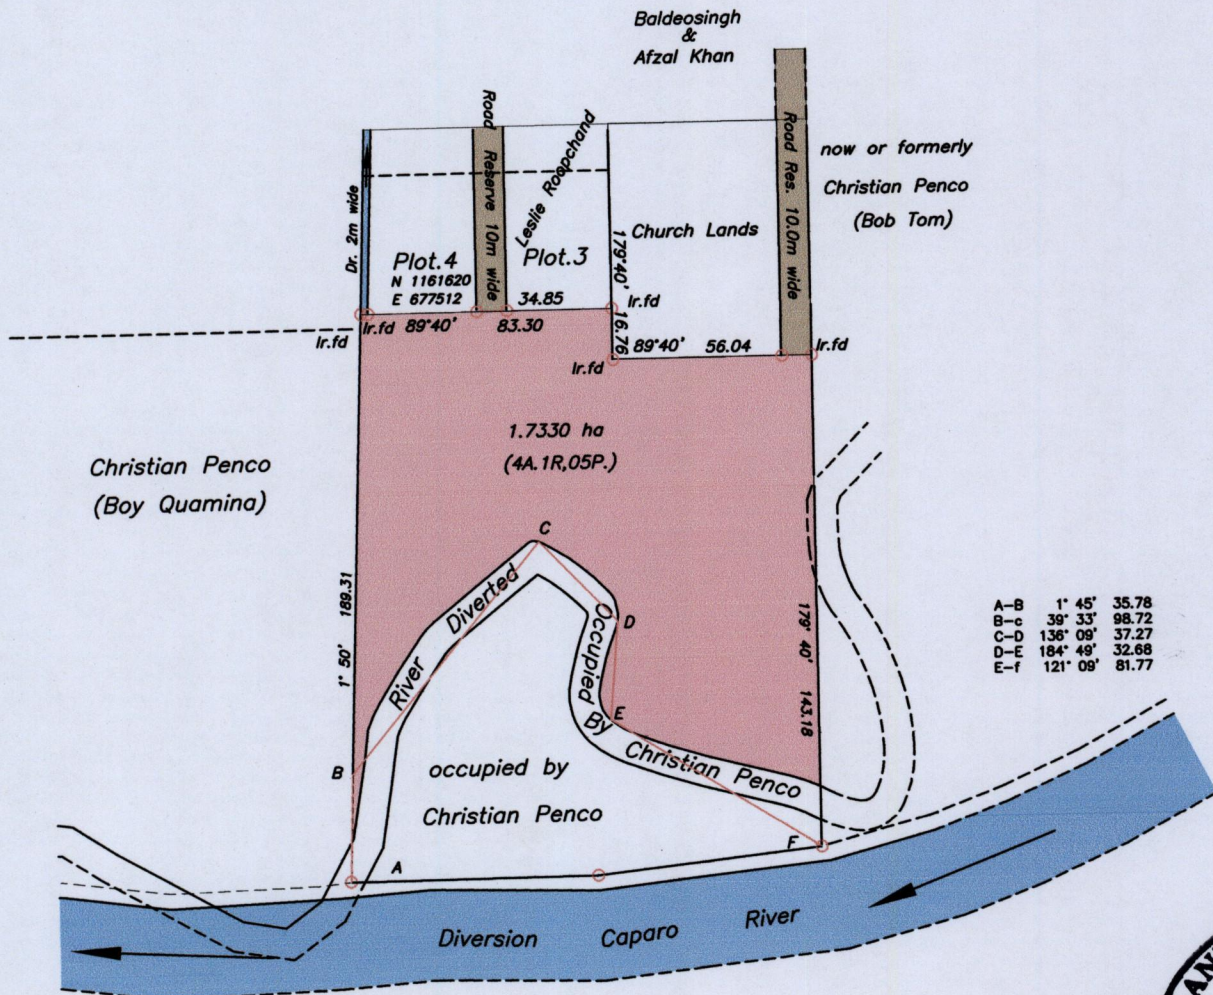 Baldeosingh
&
Afzal Khan
Road Reserve 10m wide
Leslie Roopchand
Road Res. 10.0m wide
now or formerly
Christian Penco
(Bob Tom)
Dr. 2m wide
Church Lands
179°40'
16.76
Plot.4
N 1161620
E 677512
Plot.3
34.85
Ir.fd
Ir.fd
Ir.fd 89°40' 83.30
89°40' 56.04
Ir.fd
Ir.fd
1.7330 ha
(4A.1R,05P.)
Christian Penco
(Boy Quamina)
C
D
E
B
A
F
1° 50' 189.31
179° 40' 143.18
River Diverted
Occupied By Christian Penco
occupied by
Christian Penco
A-B 1° 45' 35.78
B-c 39° 33' 98.72
C-D 136° 09' 37.27
D-E 184° 49' 32.68
E-f 121° 09' 81.77
Diversion Caparo River
AN